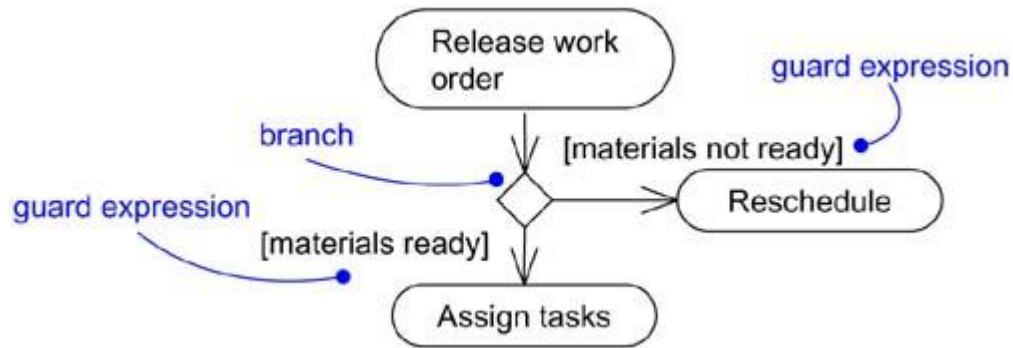 Release work
order
guard expression
branch
[materials not ready]
Reschedule
guard expression
[materials ready]
Assign tasks